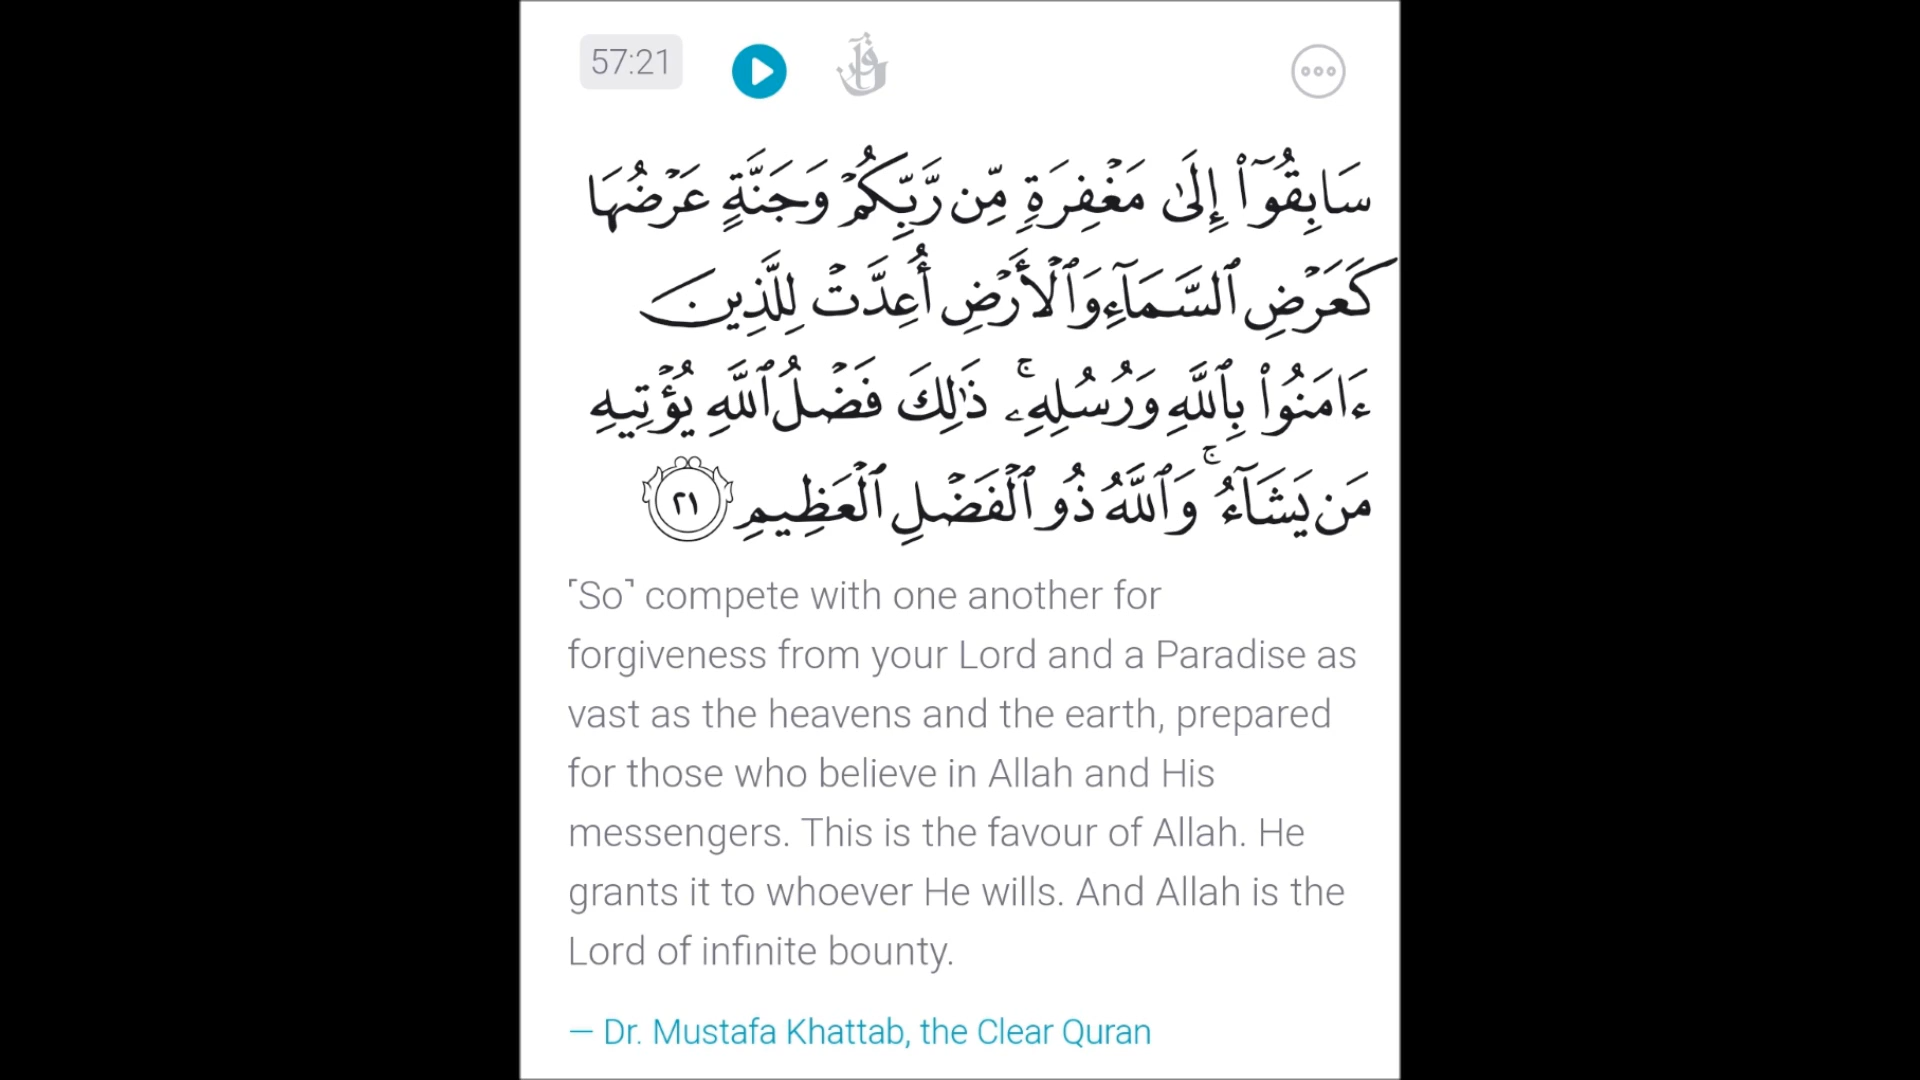 57:21
سَابِقُوٓا۟ إِلَىٰ مَغْفِرَةٍ مِّن رَّبِّكُمْ وَجَنَّةٍ عَرْضُهَا
كَعَرْضِ ٱلسَّمَآءِ وَٱلْأَرْضِ أُعِدَّتْ لِلَّذِينَ
ءَامَنُوا۟ بِٱللَّهِ وَرُسُلِهِۦ ۚ ذَٰلِكَ فَضْلُ ٱللَّهِ يُؤْتِيهِ
مَن يَشَآءُ ۚ وَٱللَّهُ ذُو ٱلْفَضْلِ ٱلْعَظِيمِ ٢١
˹So˺ compete with one another for
forgiveness from your Lord and a Paradise as
vast as the heavens and the earth, prepared
for those who believe in Allah and His
messengers. This is the favour of Allah. He
grants it to whoever He wills. And Allah is the
Lord of infinite bounty.
— Dr. Mustafa Khattab, the Clear Quran